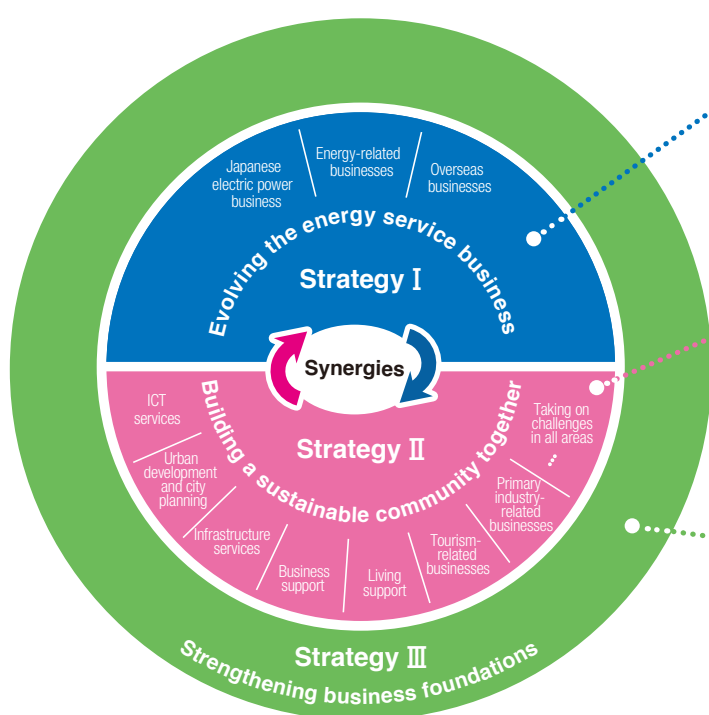 Japanese
electric power
business
Energy-related
businesses
Overseas
businesses
Evolving the energy service business
Strategy Ⅰ
Synergies
Building a sustainable community together
Strategy Ⅱ
ICT
services
Urban
development
and city
planning
Infrastructure
services
Business
support
Living
support
Tourism-
related
businesses
Primary
industry-
related
businesses
Taking on
challenges
in all areas
Strategy Ⅲ
Strengthening business foundations